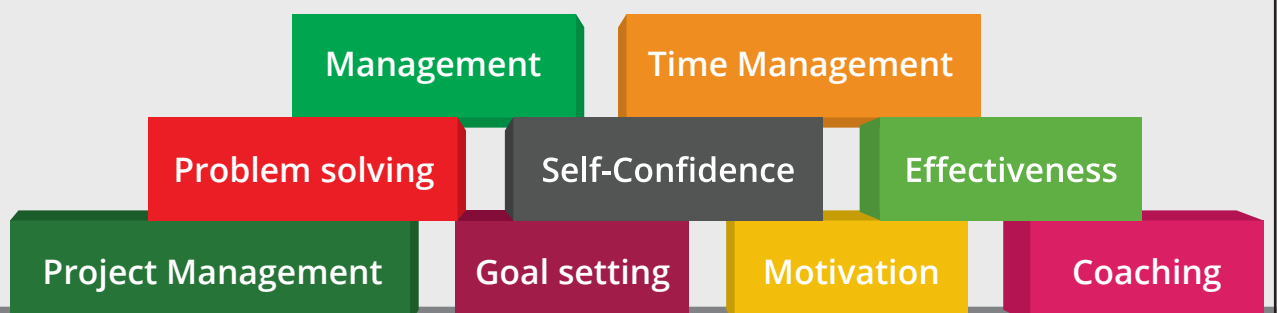 Management
Time Management
Problem solving
Self-Confidence
Effectiveness
Project Management
Goal setting
Motivation
Coaching